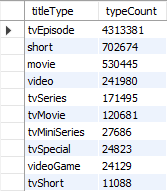 titleType typeCount
tvEpisode 4313381
short 702674
movie 530445
video 241980
tvSeries 171495
tvMovie 120681
tvMiniSeries 27686
tvSpecial 24823
videoGame 24129
tvShort 11088